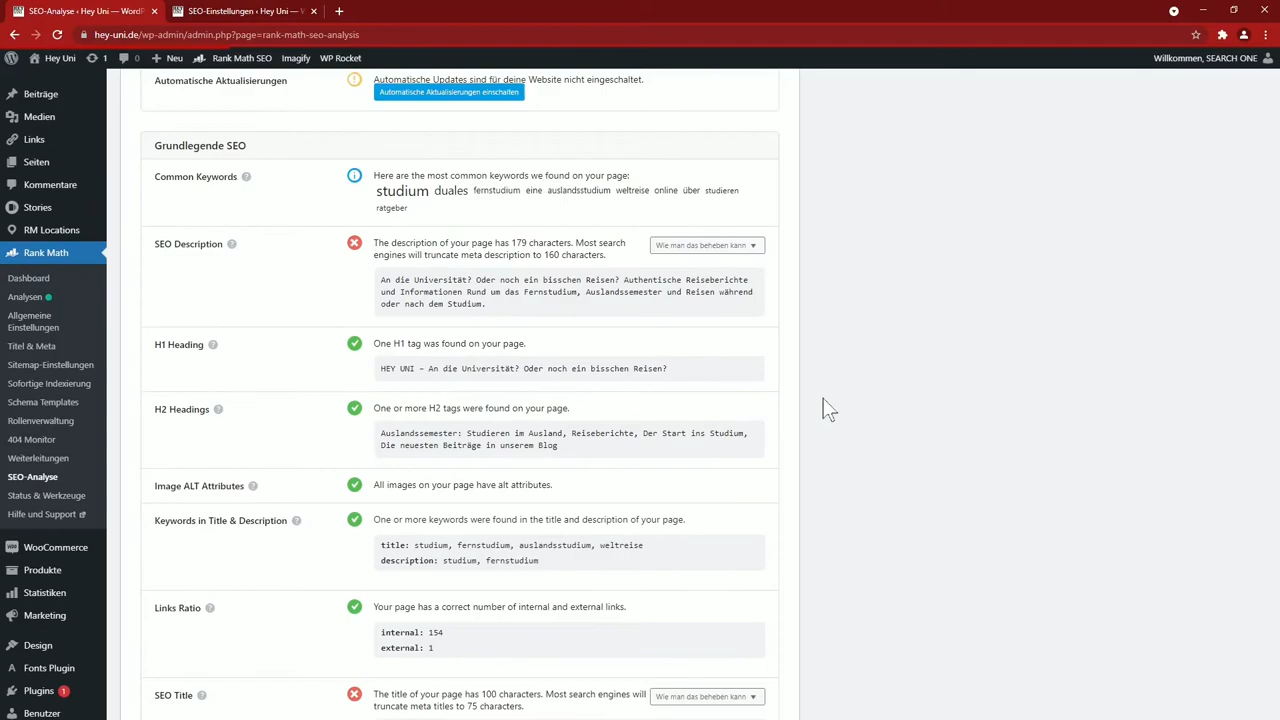 SEO-Analyse ‹ Hey Uni — WordP
SEO-Einstellungen ‹ Hey Uni — W
hey-uni.de/wp-admin/admin.php?page=rank-math-seo-analysis
Hey Uni 1 0 Neu Rank Math SEO Imagify WP Rocket Willkommen, SEARCH ONE
Beiträge
Medien
Links
Seiten
Kommentare
Stories
RM Locations
Rank Math
Dashboard
Analysen
Allgemeine
Einstellungen
Titel & Meta
Sitemap-Einstellungen
Sofortige Indexierung
Schema Templates
Rollenverwaltung
404 Monitor
Weiterleitungen
SEO-Analyse
Status & Werkzeuge
Hilfe und Support
WooCommerce
Produkte
Statistiken
Marketing
Design
Fonts Plugin
Plugins 1
Benutzer
Automatische Aktualisierungen
Automatische Updates sind für deine Website nicht eingeschaltet.
Automatische Aktualisierungen einschalten
Grundlegende SEO
Common Keywords ?
Here are the most common keywords we found on your page:
studium duales fernstudium eine auslandsstudium weltreise online über studieren
ratgeber
SEO Description ?
The description of your page has 179 characters. Most search
engines will truncate meta description to 160 characters.
Wie man das beheben kann
An die Universität? Oder noch ein bisschen Reisen? Authentische Reiseberichte
und Informationen Rund um das Fernstudium, Auslandssemester und Reisen während
oder nach dem Studium.
H1 Heading ?
One H1 tag was found on your page.
HEY UNI – An die Universität? Oder noch ein bisschen Reisen?
H2 Headings ?
One or more H2 tags were found on your page.
Auslandssemester: Studieren im Ausland, Reiseberichte, Der Start ins Studium,
Die neuesten Beiträge in unserem Blog
Image ALT Attributes ?
All images on your page have alt attributes.
Keywords in Title & Description ?
One or more keywords were found in the title and description of your page.
title: studium, fernstudium, auslandsstudium, weltreise
description: studium, fernstudium
Links Ratio ?
Your page has a correct number of internal and external links.
internal: 154
external: 1
SEO Title ?
The title of your page has 100 characters. Most search engines will
truncate meta titles to 75 characters.
Wie man das beheben kann